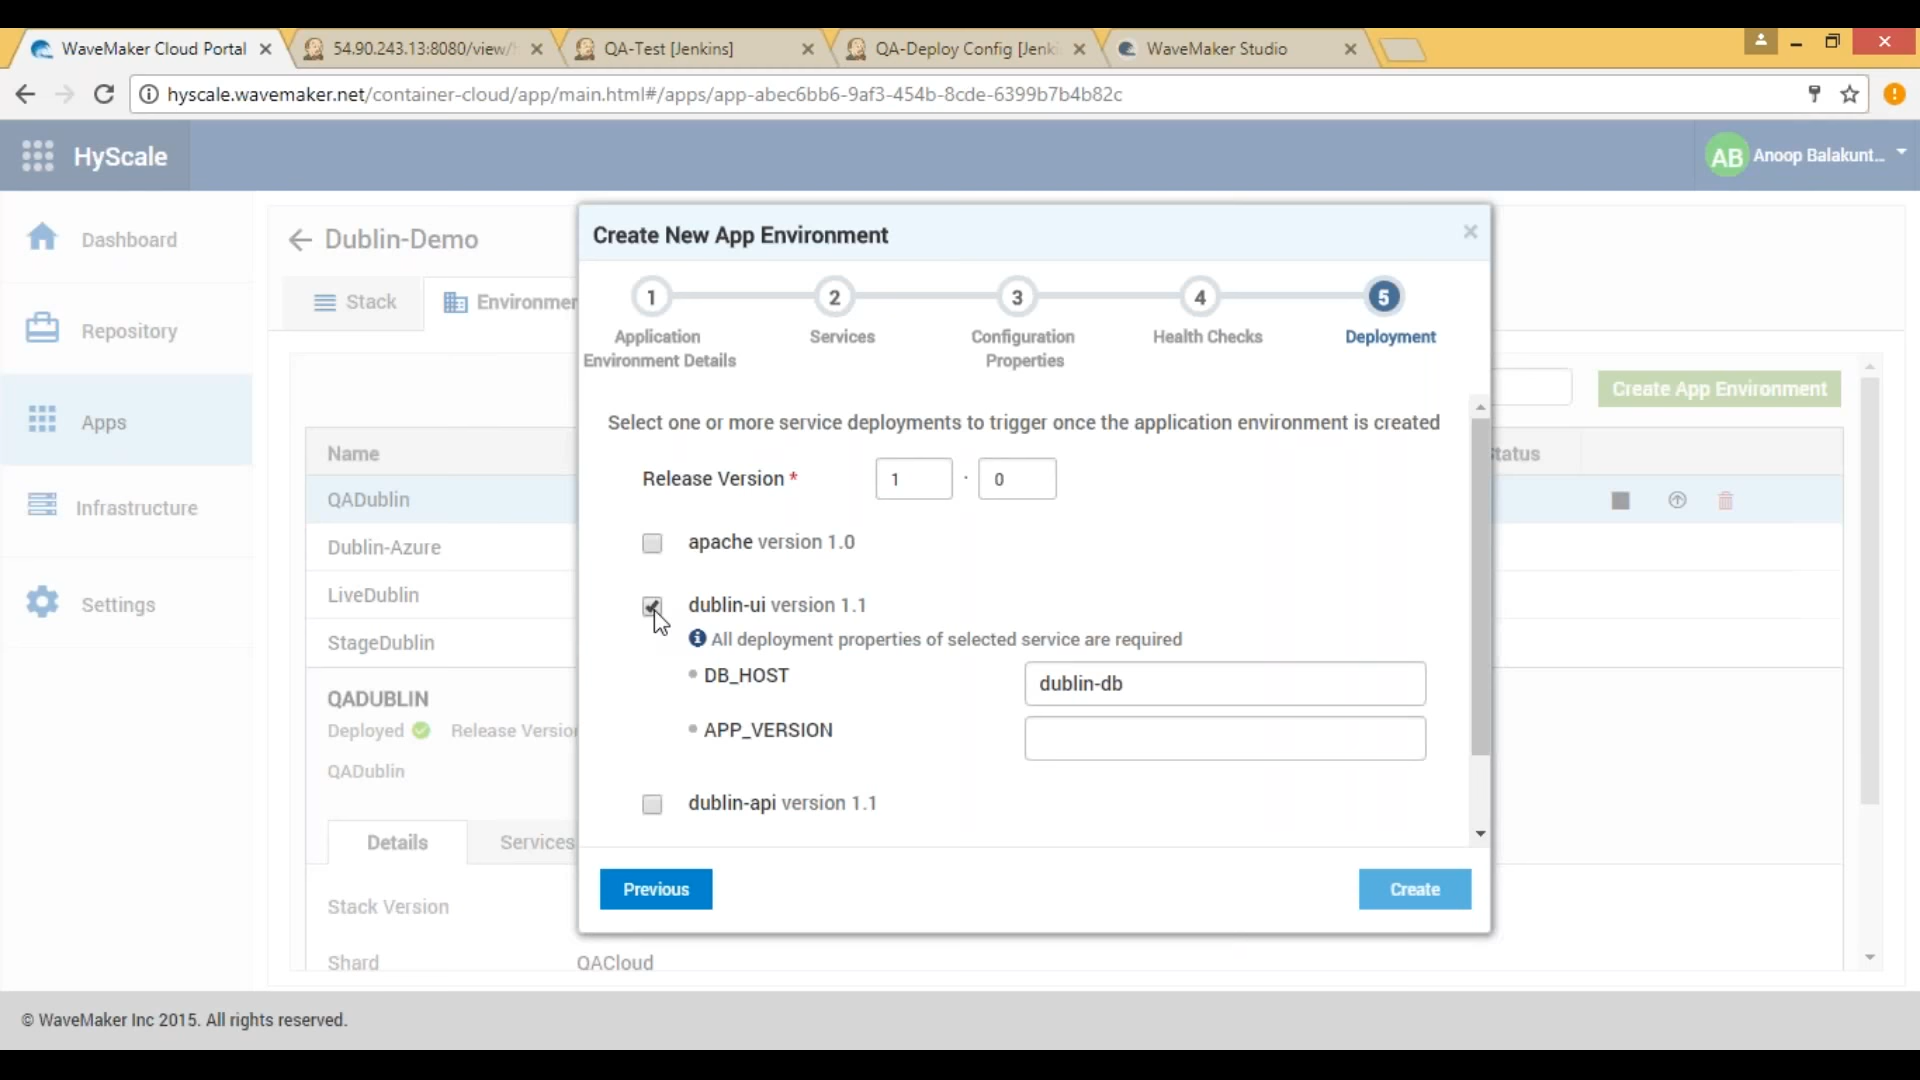 WaveMaker Cloud Portal
54.90.243.13:8080/view/
QA-Test [Jenkins]
QA-Deploy Config [Jenki
WaveMaker Studio
hyscale.wavemaker.net/container-cloud/app/main.html#/apps/app-abec6bb6-9af3-454b-8cde-6399b7b4b82c
HyScale
AB Anoop Balakunt...
Dashboard
Repository
Apps
Infrastructure
Settings
Dublin-Demo
Stack
Environmen
Create App Environment
Name
Status
QADublin
Dublin-Azure
LiveDublin
StageDublin
QADUBLIN
Deployed Release Version
QADublin
Details
Services
Stack Version
Shard QACloud
Create New App Environment
1 2 3 4 5
Application Environment Details
Services
Configuration Properties
Health Checks
Deployment
Select one or more service deployments to trigger once the application environment is created
Release Version * 1 . 0
apache version 1.0
dublin-ui version 1.1
All deployment properties of selected service are required
DB_HOST dublin-db
APP_VERSION
dublin-api version 1.1
Previous
Create
© WaveMaker Inc 2015. All rights reserved.